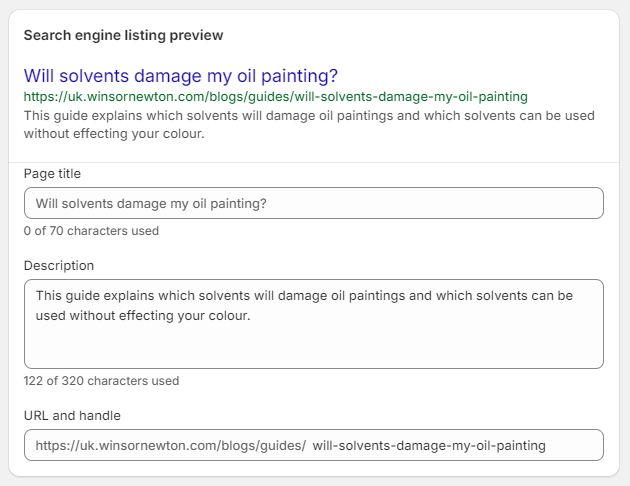 Search engine listing preview
Will solvents damage my oil painting?
https://uk.winsornewton.com/blogs/guides/will-solvents-damage-my-oil-painting
This guide explains which solvents will damage oil paintings and which solvents can be used
without effecting your colour.
Page title
Will solvents damage my oil painting?
0 of 70 characters used
Description
This guide explains which solvents will damage oil paintings and which solvents can be
used without effecting your colour.
122 of 320 characters used
URL and handle
https://uk.winsornewton.com/blogs/guides/ will-solvents-damage-my-oil-painting